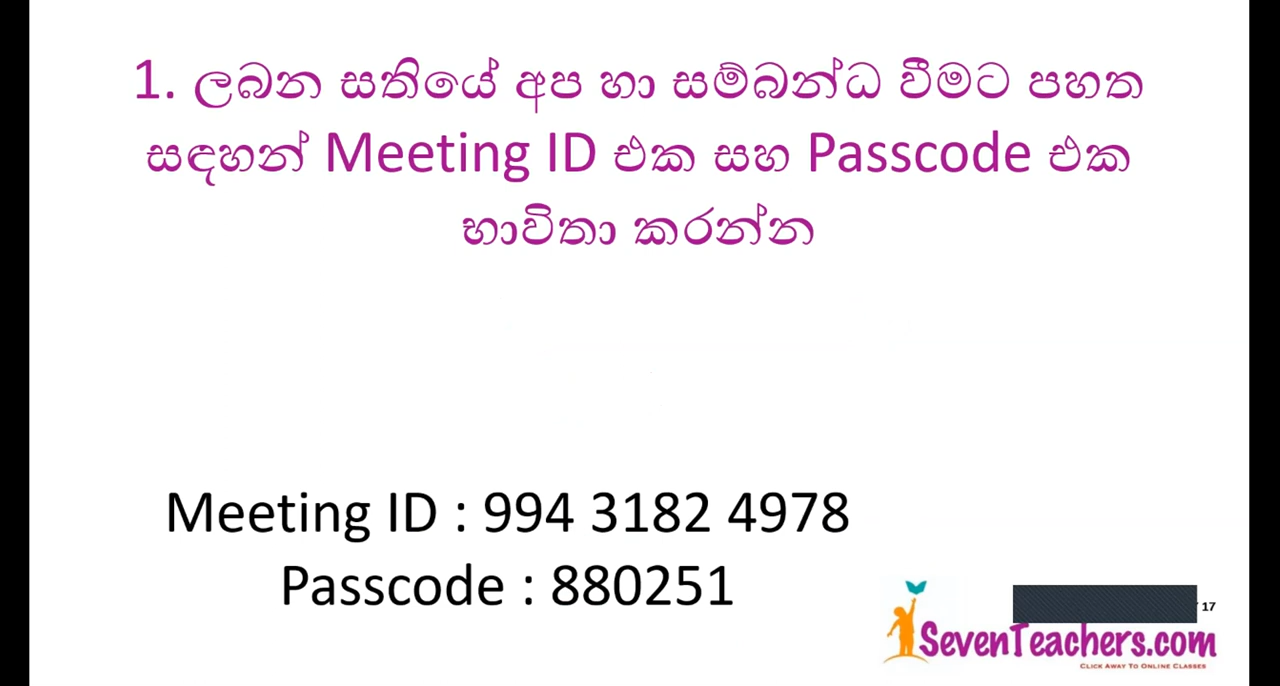 1. ලබන සතියේ අප හා සම්බන්ධ වීමට පහත
සඳහන් Meeting ID එක සහ Passcode එක
භාවිතා කරන්න
Meeting ID : 994 3182 4978
Passcode : 880251
17
SevenTeachers.com
CLICK AWAY TO ONLINE CLASSES